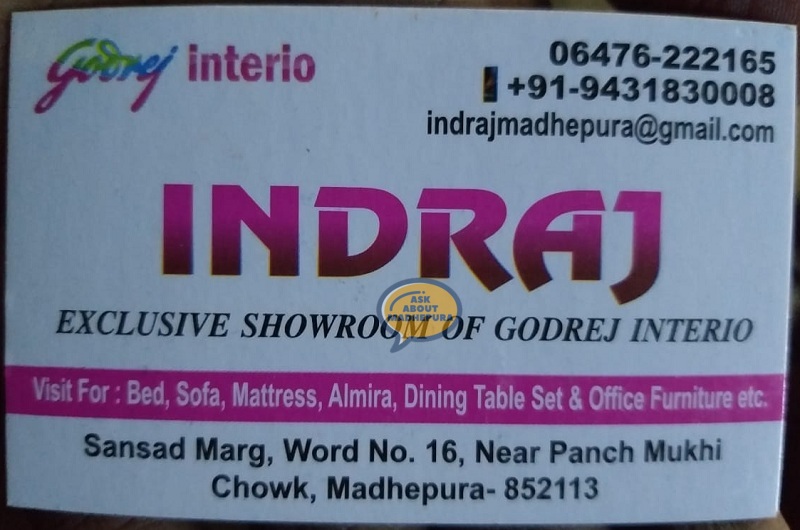 Godrej interio
06476-222165
+91-9431830008
indrajmadhepura@gmail.com
INDRAJ
ASK
ABOUT
MADHEPURA
EXCLUSIVE SHOWROOM OF GODREJ INTERIO
Visit For : Bed, Sofa, Mattress, Almira, Dining Table Set & Office Furniture etc.
Sansad Marg, Word No. 16, Near Panch Mukhi
Chowk, Madhepura- 852113